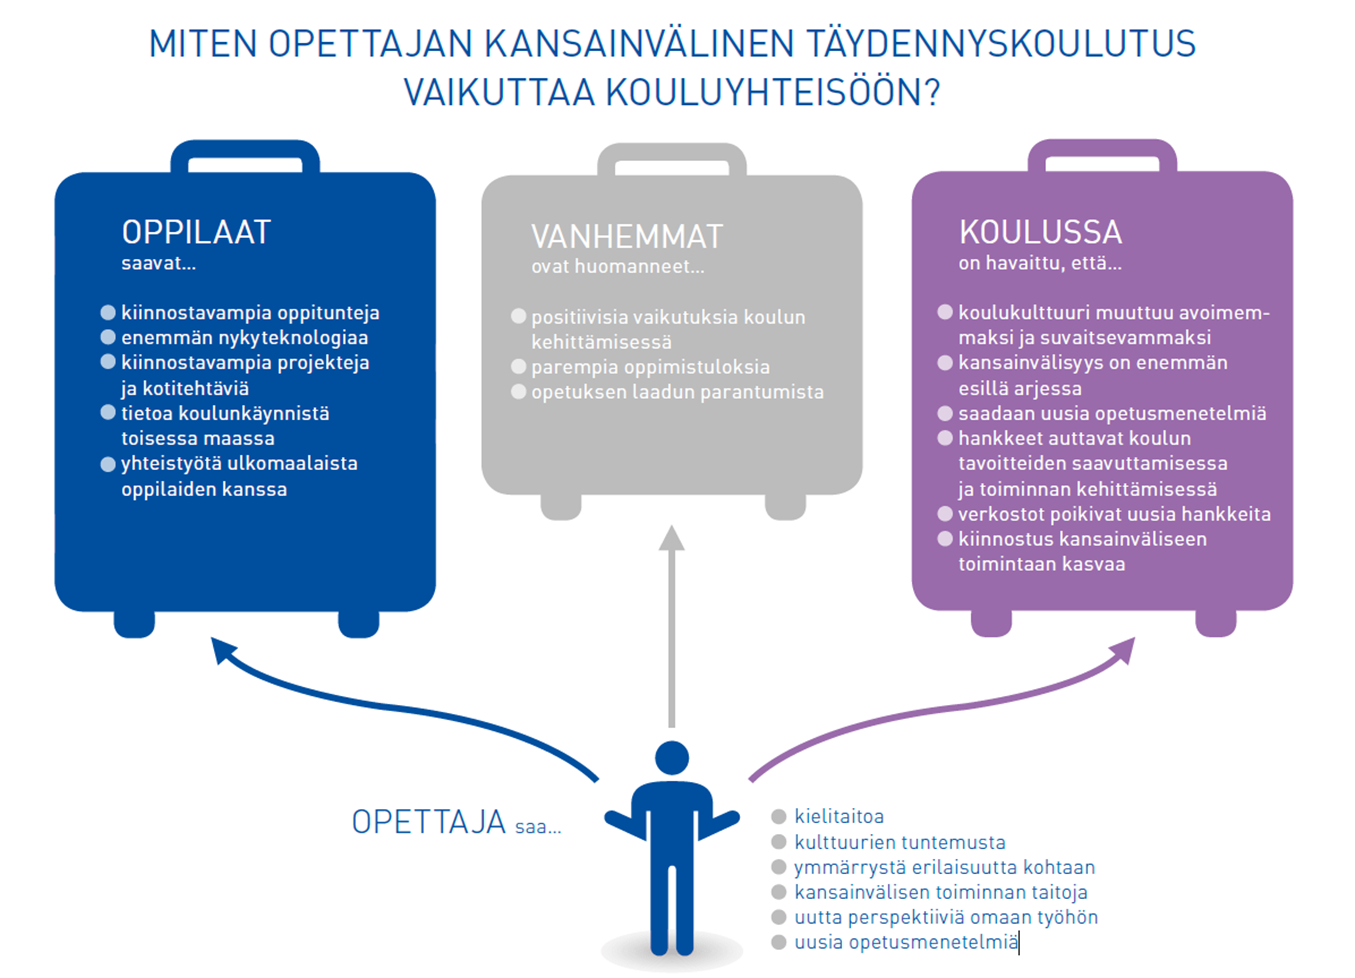 MITEN OPETTAJAN KANSAINVÄLINEN TÄYDENNYSKOULUTUS
VAIKUTTAA KOULUYHTEISÖÖN?
OPPILAAT
saavat...
kiinnostavampia oppitunteja
enemmän nykyteknologiaa
kiinnostavampia projekteja
ja kotitehtäviä
tietoa koulunkäynnistä
toisessa maassa
yhteistyötä ulkomaalaista
oppilaiden kanssa
VANHEMMAT
ovat huomanneet...
positiivisia vaikutuksia koulun
kehittämisessä
parempia oppimistuloksia
opetuksen laadun parantumista
KOULUSSA
on havaittu, että...
koulukulttuuri muuttuu avoimem-
maksi ja suvaitsevammaksi
kansainvälisyys on enemmän
esillä arjessa
saadaan uusia opetusmenetelmiä
hankkeet auttavat koulun
tavoitteiden saavuttamisessa
ja toiminnan kehittämisessä
verkostot poikivat uusia hankkeita
kiinnostus kansainväliseen
toimintaan kasvaa
OPETTAJA saa...
kielitaitoa
kulttuurien tuntemusta
ymmärrystä erilaisuutta kohtaan
kansainvälisen toiminnan taitoja
uutta perspektiiviä omaan työhön
uusia opetusmenetelmiä